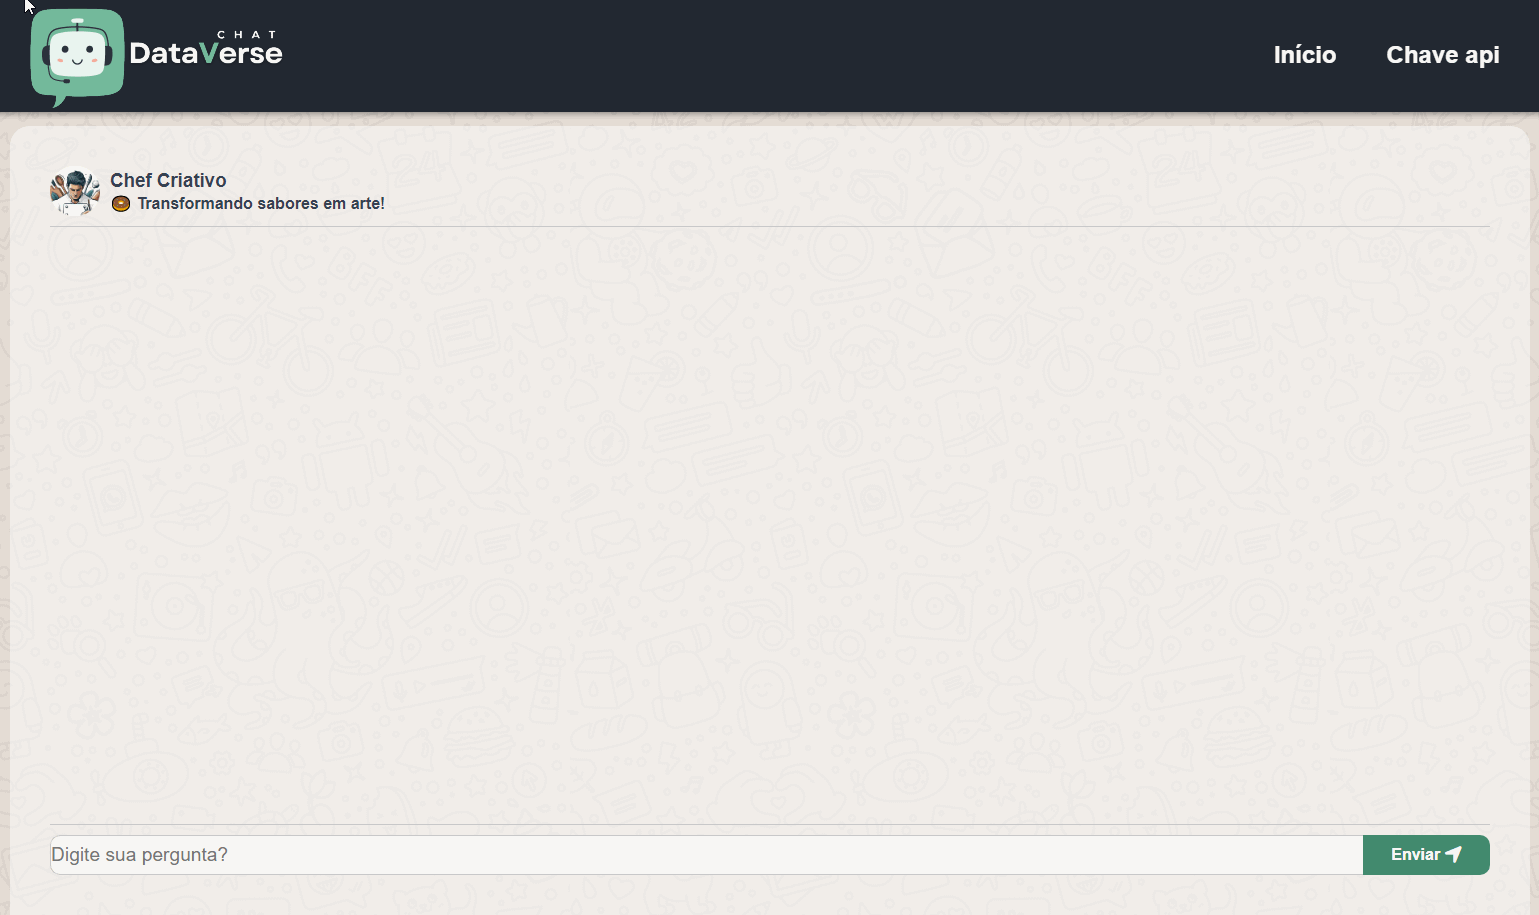 CHAT
DataVerse
Início
Chave api
Chef Criativo
🍩 Transformando sabores em arte!
Digite sua pergunta?
Enviar